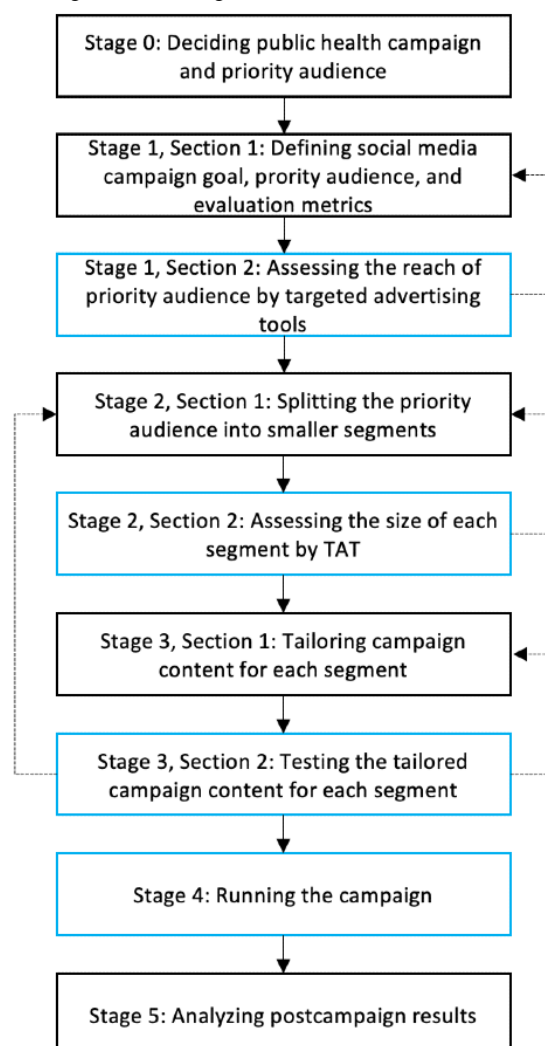 Stage 0: Deciding public health campaign
and priority audience
Stage 1, Section 1: Defining social media
campaign goal, prority audience, and
evaluation metrics
Stage 1, Section 2: Assessing the reach of
priority audience by targeted advertising
tools
Stage 2, Section 1: Splitting the priority
audience into smaller segments
Stage 2, Section 2: Assessing the size of each
segment by TAT
Stage 3, Section 1: Tailoring campaign
content for each segment
Stage 3, Section 2: Testing the tailored
campaign content for each segment
Stage 4: Running the campaign
Stage 5: Analyzing postcampaign results